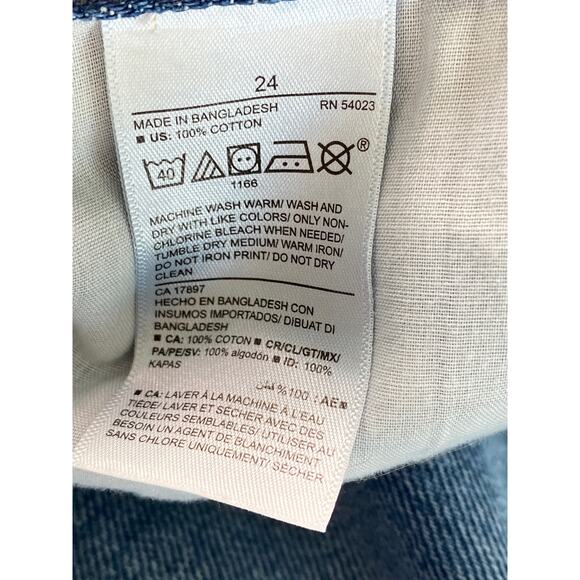 24
MADE IN BANGLADESH RN 54023
■ US: 100% COTTON
40 ®
1166
MACHINE WASH WARM/ WASH AND
DRY WITH LIKE COLORS/ ONLY NON-
CHLORINE BLEACH WHEN NEEDED/
TUMBLE DRY MEDIUM/ WARM IRON/
DO NOT IRON PRINT/ DO NOT DRY
CLEAN
CA 17897
HECHO EN BANGLADESH CON
INSUMOS IMPORTADOS/ DIBUAT DI
BANGLADESH
■ CA: 100% COTON ■ CR/CL/GT/MX/
PA/PE/SV: 100% algodón ■ ID: 100%
KAPAS
■ AE: 100% قطن
■ CA: LAVER À LA MACHINE À L'EAU
TIÈDE/ LAVER ET SÉCHER AVEC DES
COULEURS SEMBLABLES/ UTILISER AU
BESOIN UN AGENT DE BLANCHIMENT
SANS CHLORE UNIQUEMENT/ SÉCHER